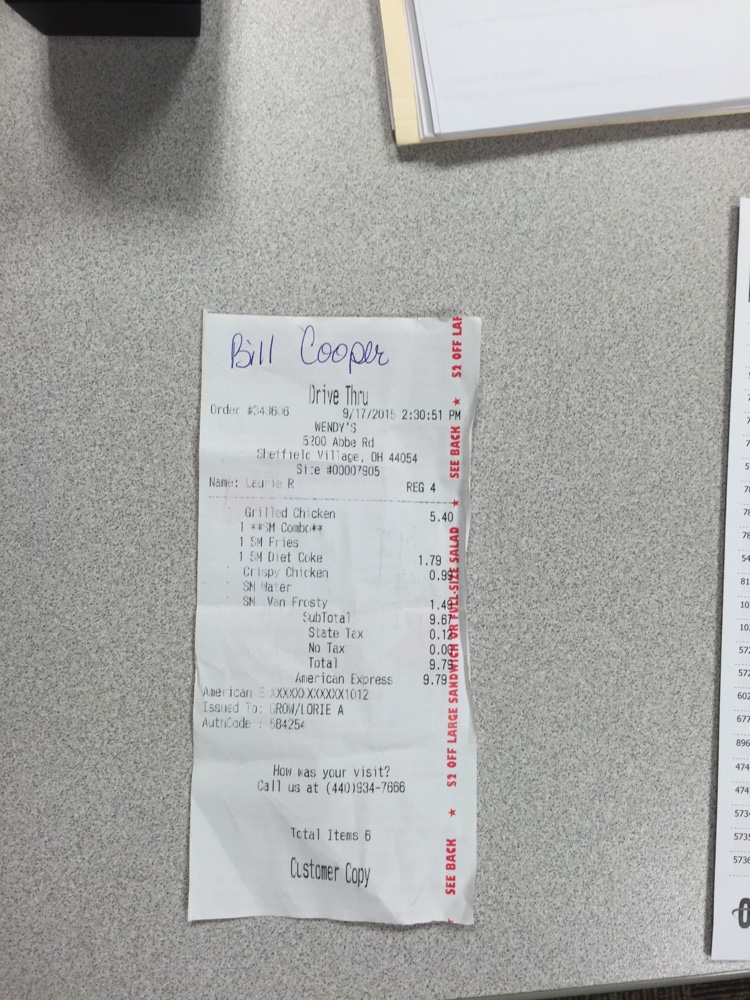 Bill Cooper
Drive Thru
Order #343636 9/17/2015 2:30:51 PM
WENDY'S
5200 Abbe Rd
Sheffield Village, OH 44054
Site #00007905
Name: Laurie R REG 4
Grilled Chicken 5.40
1 **SM Combo**
1 SM Fries
1 SM Diet Coke 1.79
Crispy Chicken 0.99
SM Water
SM Van Frosty 1.49
SubTotal 9.67
State Tax 0.12
No Tax 0.00
Total 9.79
American Express 9.79
American E XXXXXXXXXXX1012
Issued To: GROW/LORIE A
AuthCode : 584254
How was your visit?
Call us at (440)934-7666
Total Items 6
Customer Copy
SEE BACK ★ $2 OFF LARGE SANDWICH OR FULL-SIZE SALAD ★ SEE BACK ★ $2 OFF LAR